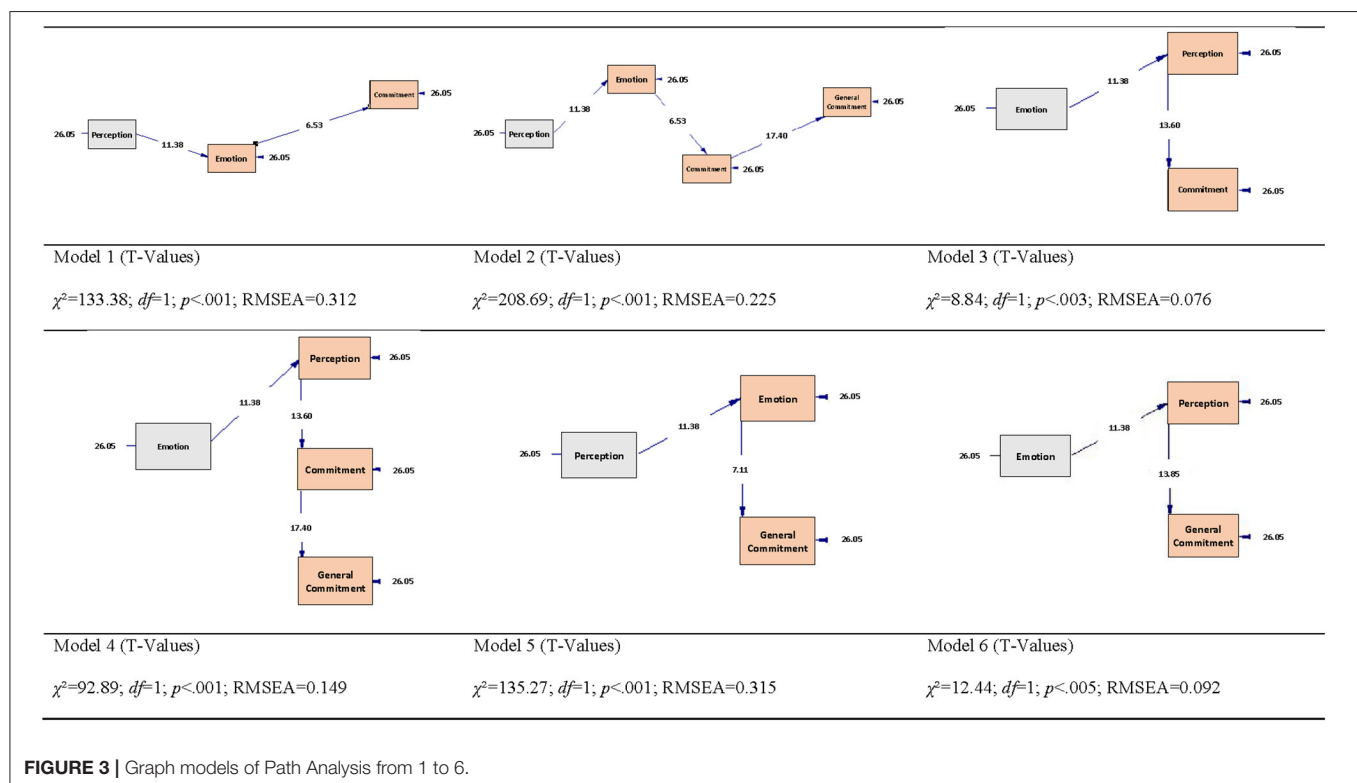 26.05
Perception
11.38
Emotion
26.05
6.53
Commitment
26.05
26.05
Perception
11.38
Emotion
26.05
6.53
Commitment
26.05
17.40
General
Commitment
26.05
26.05
Emotion
11.38
Perception
26.05
13.60
Commitment
26.05
Model 1 (T-Values)
Model 2 (T-Values)
Model 3 (T-Values)
χ²=133.38; df=1; p<.001; RMSEA=0.312
χ²=208.69; df=1; p<.001; RMSEA=0.225
χ²=8.84; df=1; p<.003; RMSEA=0.076
26.05
Emotion
11.38
Perception
26.05
13.60
Commitment
26.05
17.40
General
Commitment
26.05
26.05
Perception
11.38
Emotion
26.05
7.11
General
Commitment
26.05
26.05
Emotion
11.38
Perception
26.05
13.85
General
Commitment
26.05
Model 4 (T-Values)
Model 5 (T-Values)
Model 6 (T-Values)
χ²=92.89; df=1; p<.001; RMSEA=0.149
χ²=135.27; df=1; p<.001; RMSEA=0.315
χ²=12.44; df=1; p<.005; RMSEA=0.092
FIGURE 3 | Graph models of Path Analysis from 1 to 6.